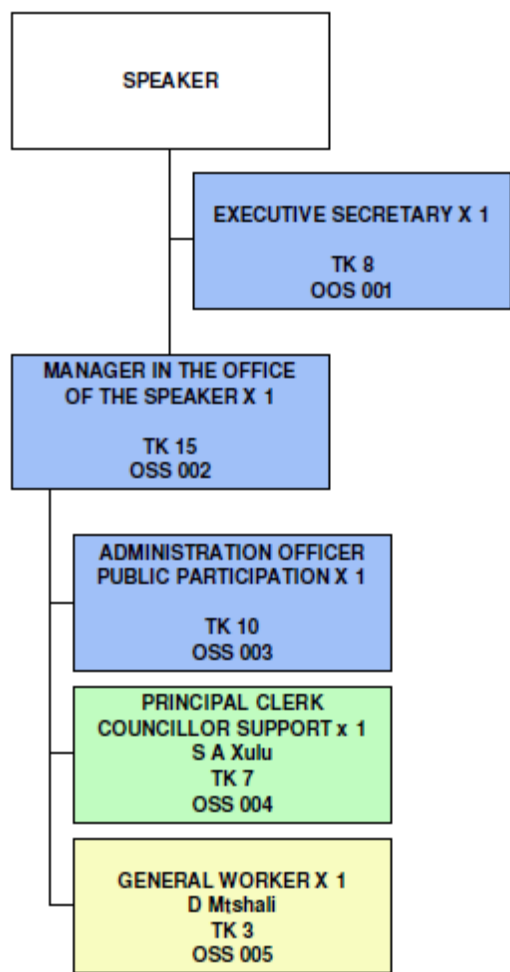 SPEAKER
EXECUTIVE SECRETARY X 1
TK 8
OOS 001
MANAGER IN THE OFFICE
OF THE SPEAKER X 1
TK 15
OSS 002
ADMINISTRATION OFFICER
PUBLIC PARTICIPATION X 1
TK 10
OSS 003
PRINCIPAL CLERK
COUNCILLOR SUPPORT x 1
S A Xulu
TK 7
OSS 004
GENERAL WORKER X 1
D Mtshali
TK 3
OSS 005